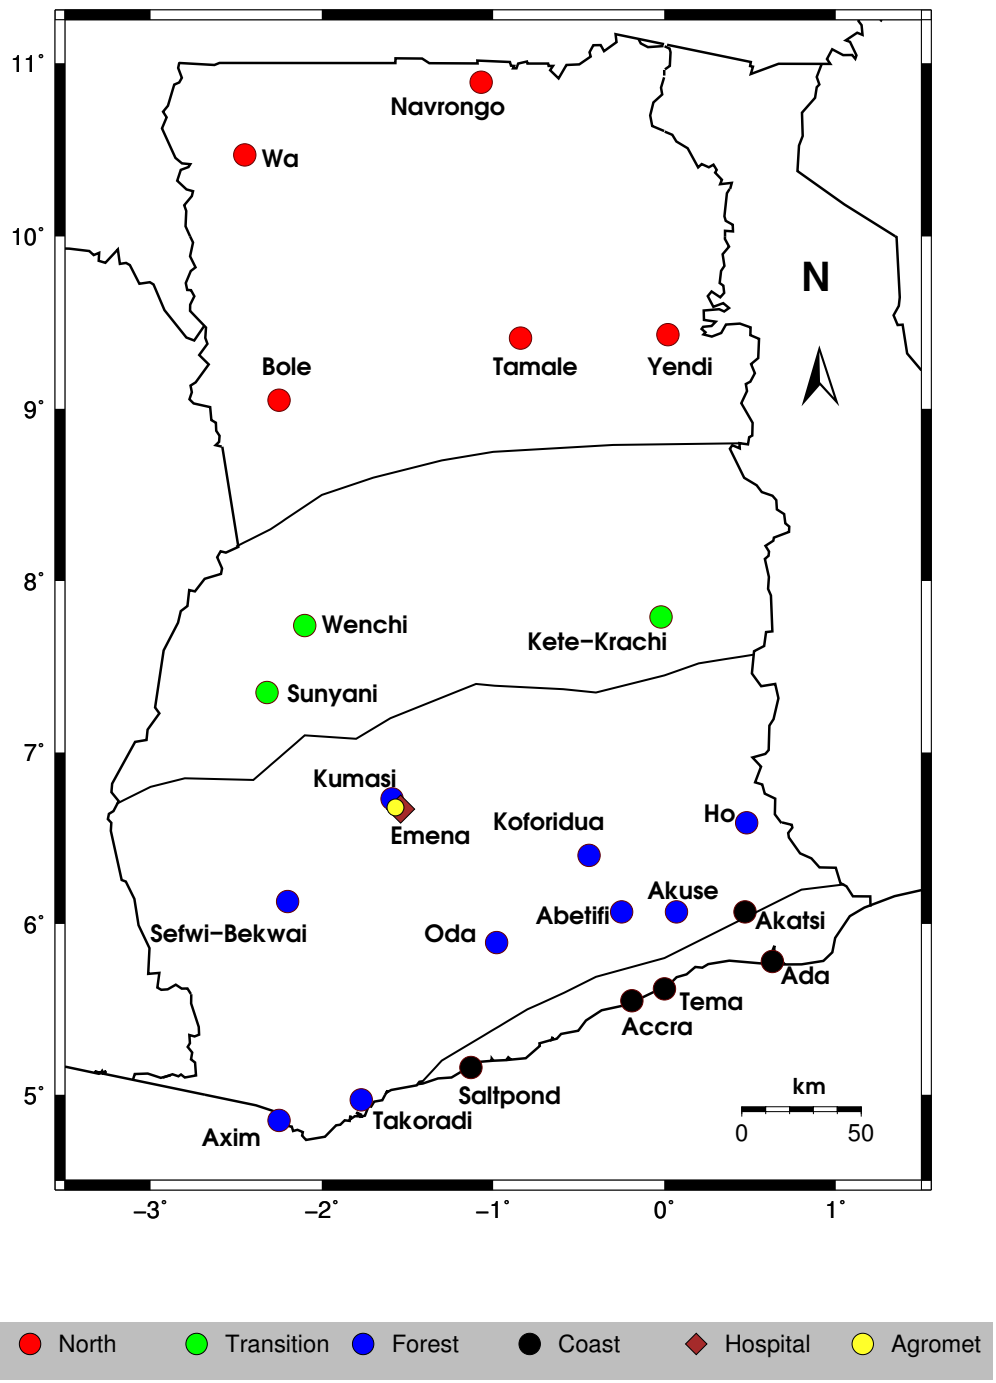 11°
Navrongo
Wa
10°
N
Bole
Tamale
Yendi
9°
8°
Wenchi
Kete−Krachi
Sunyani
7°
Kumasi
Emena
Koforidua
Ho
Akuse
Abetifi
Akatsi
6°
Sefwi−Bekwai
Oda
Ada
Tema
Accra
5°
Saltpond
km
Takoradi
Axim
0 50
−3° −2° −1° 0° 1°
North Transition Forest Coast Hospital Agromet